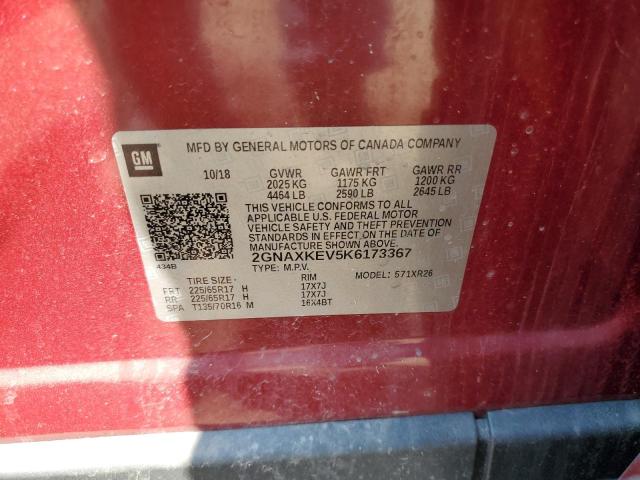 GM
MFD BY GENERAL MOTORS OF CANADA COMPANY
10/18 GVWR GAWR FRT GAWR RR
2025 KG 1175 KG 1200 KG
4464 LB 2590 LB 2645 LB
THIS VEHICLE CONFORMS TO ALL
APPLICABLE U.S. FEDERAL MOTOR
VEHICLE SAFETY AND THEFT PREVENTION
STANDARDS IN EFFECT ON THE DATE OF
MANUFACTURE SHOWN ABOVE.
434B 2GNAXKEV5K6173367
TYPE: M.P.V. MODEL: 571XR26
TIRE SIZE RIM
FRT 225/65R17 H 17X7J
RR 225/65R17 H 17X7J
SPA T135/70R16 M 16X4BT